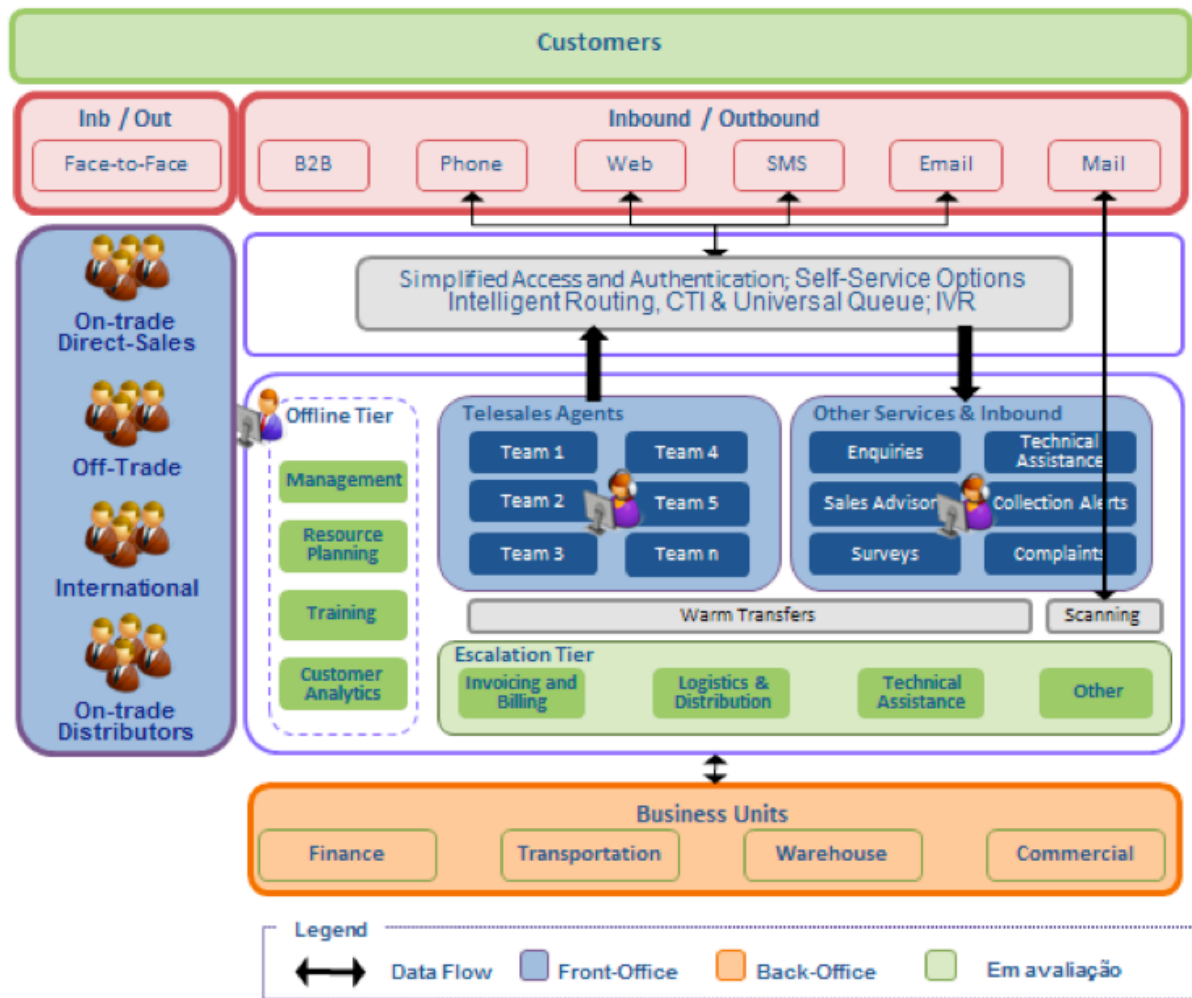 Customers
Inb / Out
Face-to-Face
Inbound / Outbound
B2B
Phone
Web
SMS
Email
Mail
On-trade
Direct-Sales
Off-Trade
International
On-trade
Distributors
Simplified Access and Authentication; Self-Service Options
Intelligent Routing, CTI & Universal Queue; IVR
Offline Tier
Management
Resource
Planning
Training
Customer
Analytics
Telesales Agents
Team 1
Team 4
Team 2
Team 5
Team 3
Team n
Other Services & Inbound
Enquiries
Technical
Assistance
Sales Advisor
Collection Alerts
Surveys
Complaints
Warm Transfers
Scanning
Escalation Tier
Invoicing and
Billing
Logistics &
Distribution
Technical
Assistance
Other
Business Units
Finance
Transportation
Warehouse
Commercial
Legend
Data Flow
Front-Office
Back-Office
Em avaliação